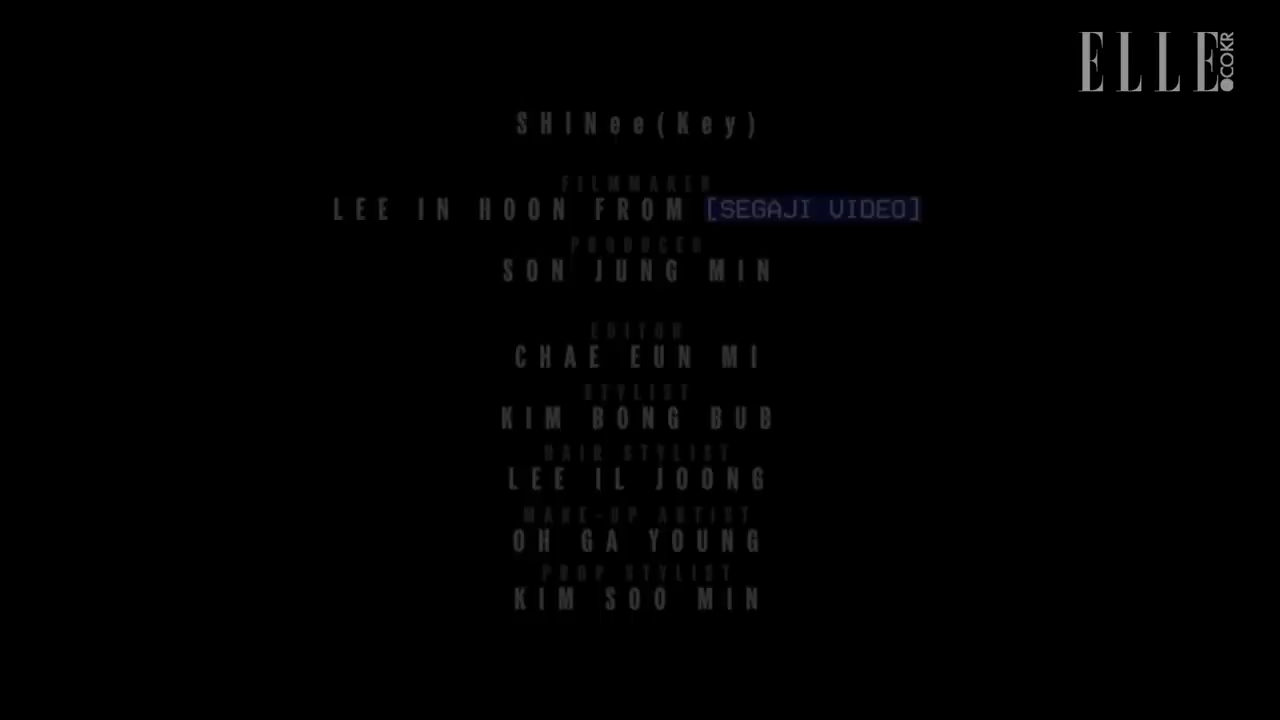 ELLE.COKR
SHINee(Key)
FILMMAKER
LEE IN HOON FROM [SEGAJI VIDEO]
PRODUCER
SON JUNG MIN
EDITOR
CHAE EUN MI
STYLIST
KIM BONG BUB
HAIR STYLIST
LEE IL JOONG
MAKE-UP ARTIST
OH GA YOUNG
PROP STYLIST
KIM SOO MIN